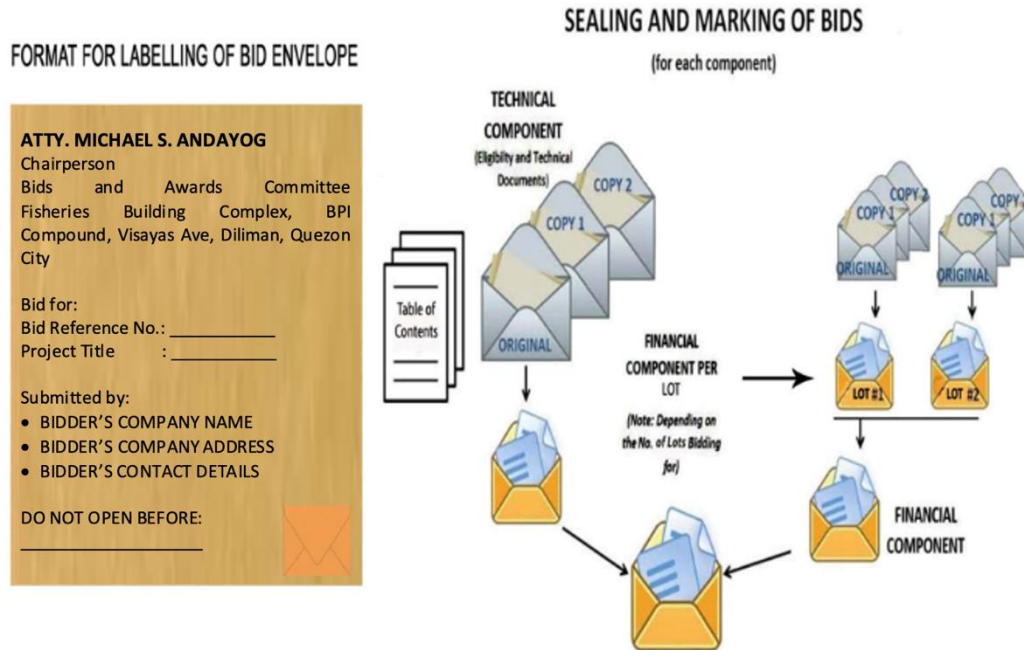 FORMAT FOR LABELLING OF BID ENVELOPE
ATTY. MICHAEL S. ANDAYOG
Chairperson
Bids and Awards Committee
Fisheries Building Complex, BPI
Compound, Visayas Ave, Diliman, Quezon
City
Bid for:
Bid Reference No.: ____________
Project Title : ____________
Submitted by:
• BIDDER'S COMPANY NAME
• BIDDER'S COMPANY ADDRESS
• BIDDER'S CONTACT DETAILS
DO NOT OPEN BEFORE:
____________________
SEALING AND MARKING OF BIDS
(for each component)
TECHNICAL
COMPONENT
(Eligibility and Technical
Documents)
COPY 2
COPY 1
ORIGINAL
Table of
Contents
FINANCIAL
COMPONENT PER
LOT
(Note: Depending on
the No. of Lots Bidding
for)
COPY 2
COPY 1
ORIGINAL
COPY
COPY 1
ORIGINAL
LOT #1
LOT #2
FINANCIAL
COMPONENT